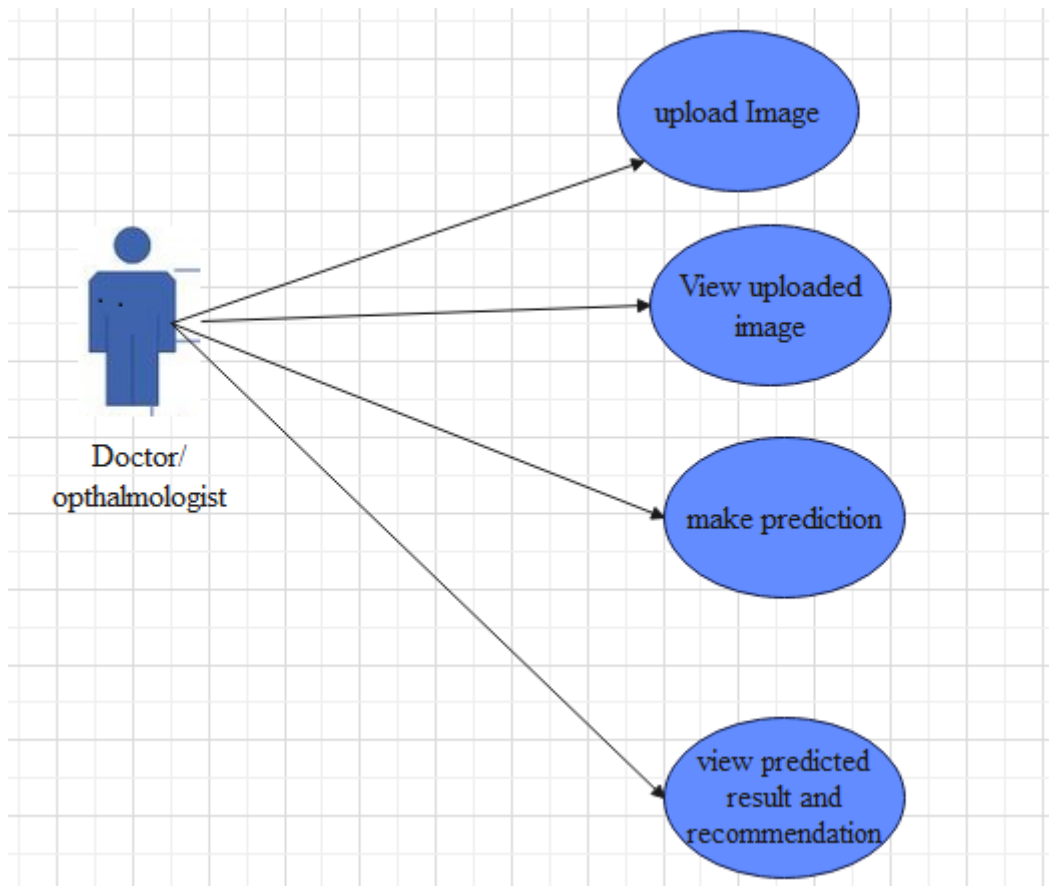 upload Image
View uploaded
image
Doctor/
opthalmologist
make prediction
view predicted
result and
recommendation